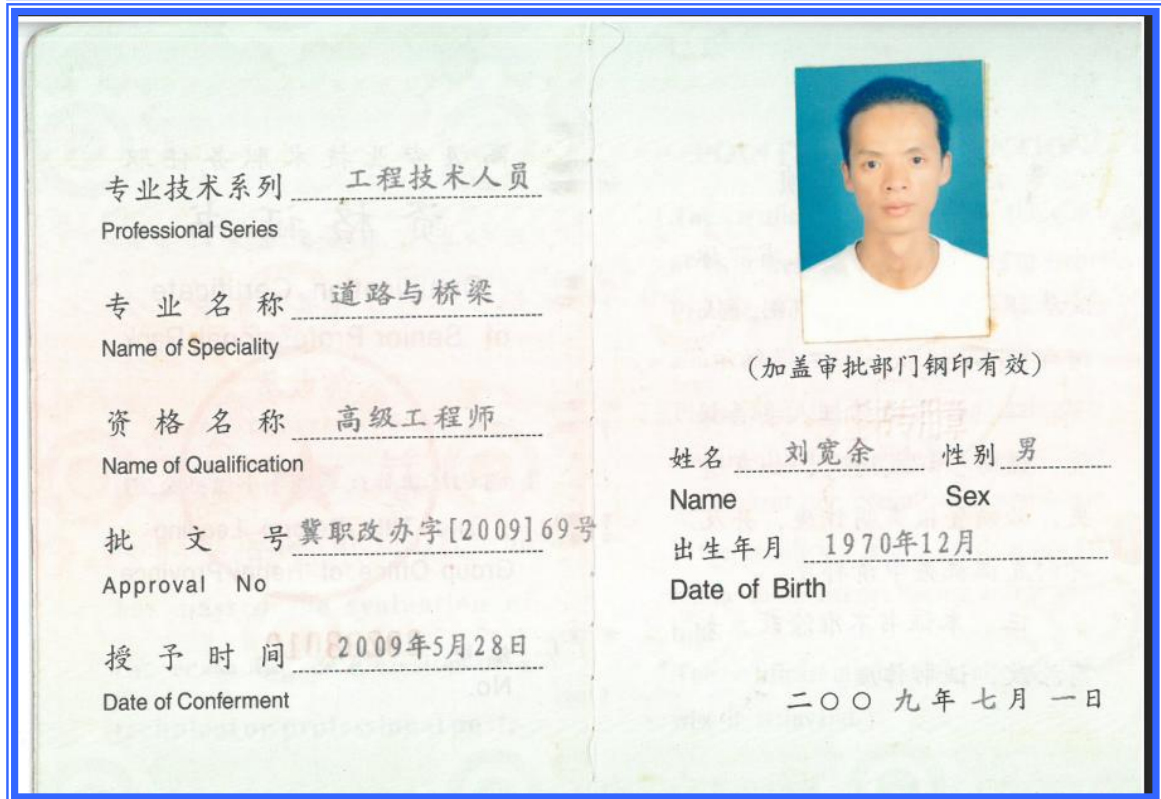 专业技术系列 工程技术人员
Professional Series
专业名称 道路与桥梁
Name of Speciality
资格名称 高级工程师
Name of Qualification
批文号 冀职改办字[2009]69号
Approval No
授予时间 2009年5月28日
Date of Conferment
(加盖审批部门钢印有效)
姓名 刘宽余 性别 男
Name Sex
出生年月 1970年12月
Date of Birth
二〇〇九年七月一日